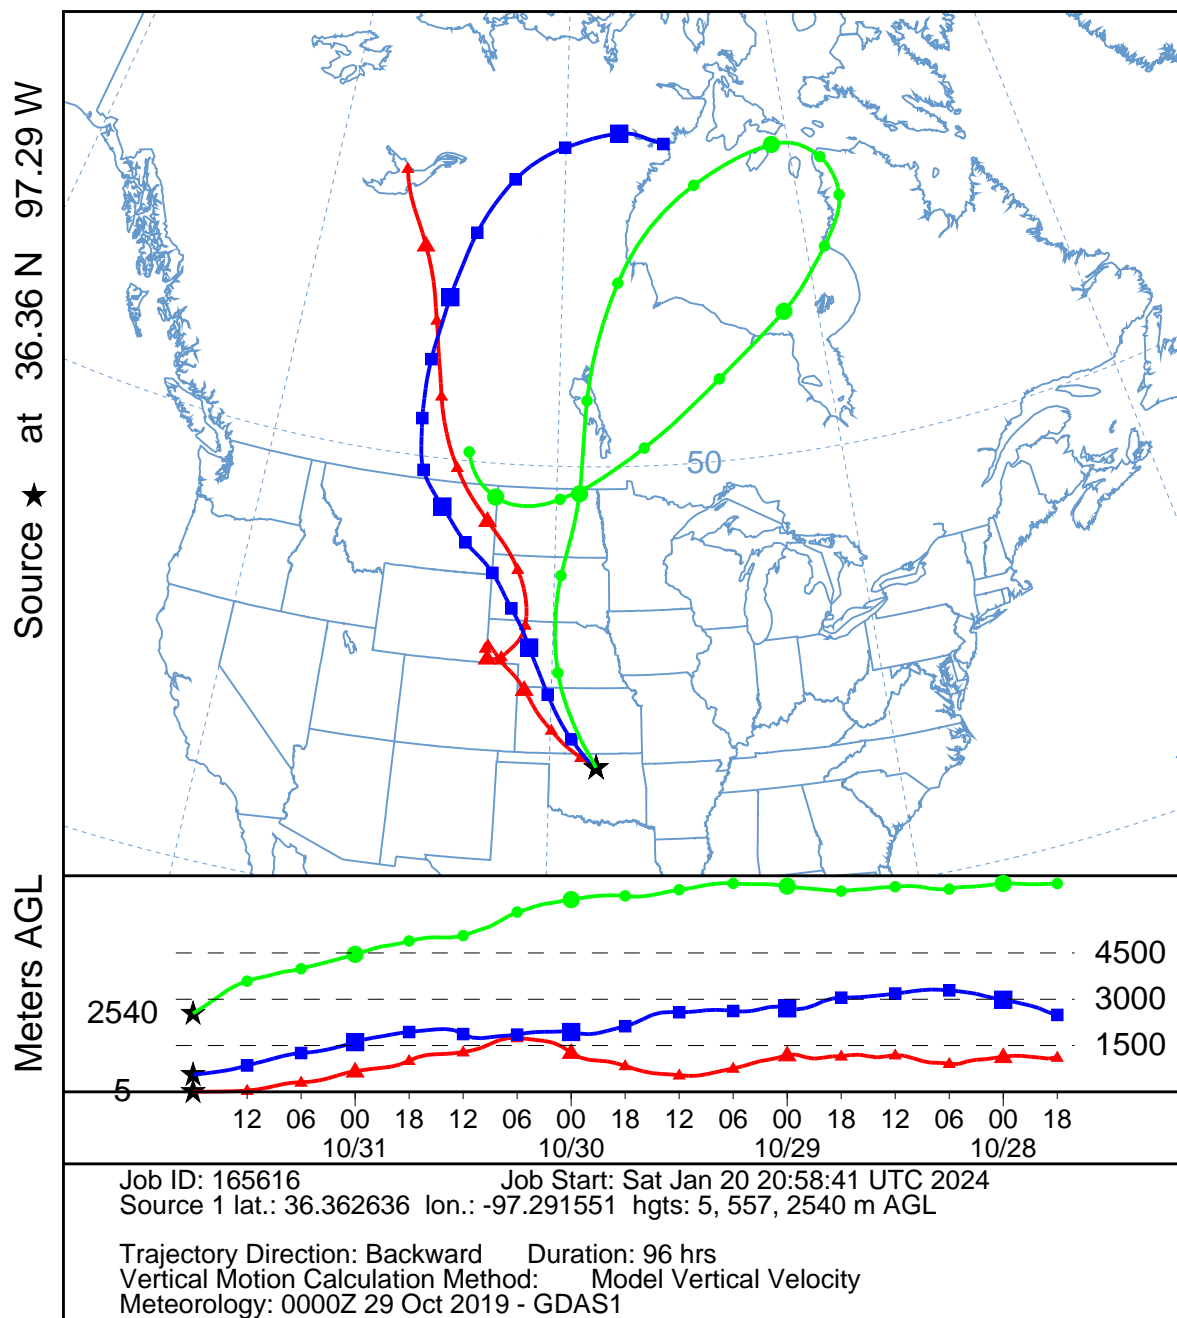 Source ★ at 36.36 N 97.29 W
50
Meters AGL
4500
3000
2540
1500
5
12 06 00 18 12 06 00 18 12 06 00 18 12 06 00 18
10/31 10/30 10/29 10/28
Job ID: 165616 Job Start: Sat Jan 20 20:58:41 UTC 2024
Source 1 lat.: 36.362636 lon.: -97.291551 hgts: 5, 557, 2540 m AGL
Trajectory Direction: Backward Duration: 96 hrs
Vertical Motion Calculation Method: Model Vertical Velocity
Meteorology: 0000Z 29 Oct 2019 - GDAS1